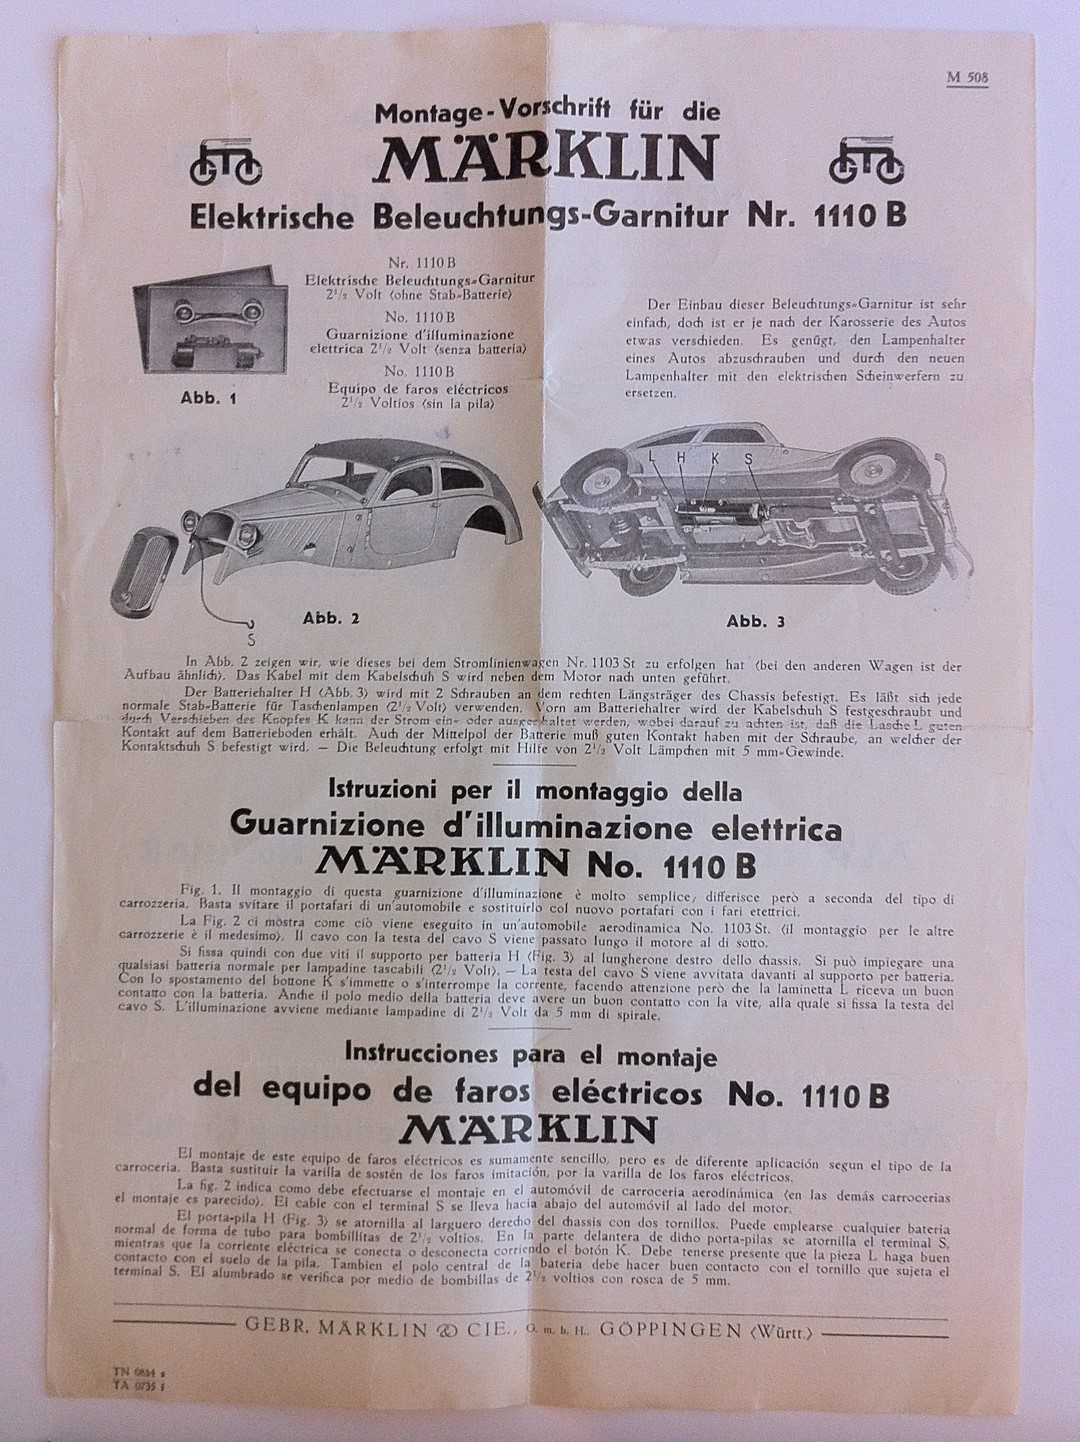 M 508
Montage-Vorschrift für die
MÄRKLIN
Elektrische Beleuchtungs-Garnitur Nr. 1110 B
Nr. 1110 B
Elektrische Beleuchtungs-Garnitur
2½ Volt (ohne Stab-Batterie)
No. 1110 B
Guarnizione d'illuminazione
elettrica 2½ Volt (senza batteria)
No. 1110 B
Equipo de faros eléctricos
2½ Voltios (sin la pila)
Abb. 1
Der Einbau dieser Beleuchtungs-Garnitur ist sehr
einfach, doch ist er je nach der Karosserie des Autos
etwas verschieden. Es genügt, den Lampenhalter
eines Autos abzuschrauben und durch den neuen
Lampenhalter mit den elektrischen Scheinwerfern zu
ersetzen.
L H K S
Abb. 2
S
Abb. 3
In Abb. 2 zeigen wir, wie dieses bei dem Stromlinienwagen Nr. 1103 St zu erfolgen hat (bei den anderen Wagen ist der
Aufbau ähnlich). Das Kabel mit dem Kabelschuh S wird neben dem Motor nach unten geführt.
Der Batteriehalter H (Abb. 3) wird mit 2 Schrauben an dem rechten Längsträger des Chassis befestigt. Es läßt sich jede
normale Stab-Batterie für Taschenlampen (2½ Volt) verwenden. Vorn am Batteriehalter wird der Kabelschuh S festgeschraubt und
durch Verschieben des Knopfes K kann der Strom ein- oder ausgeschaltet werden, wobei darauf zu achten ist, daß die Lasche L guten
Kontakt auf dem Batterieboden erhält. Auch der Mittelpol der Batterie muß guten Kontakt haben mit der Schraube, an welcher der
Kontaktschuh S befestigt wird. — Die Beleuchtung erfolgt mit Hilfe von 2½ Volt Lämpchen mit 5 mm-Gewinde.
Istruzioni per il montaggio della
Guarnizione d'illuminazione elettrica
MÄRKLIN No. 1110 B
Fig. 1. Il montaggio di questa guarnizione d'illuminazione è molto semplice, differisce però a seconda del tipo di
carrozzeria. Basta svitare il portafari di un'automobile e sostituirlo col nuovo portafari con i fari etettrici.
La Fig. 2 ci mostra come ciò viene eseguito in un'automobile aerodinamica No. 1103 St. (il montaggio per le altre
carrozzerie è il medesimo). Il cavo con la testa del cavo S viene passato lungo il motore al di sotto.
Si fissa quindi con due viti il supporto per batteria H (Fig. 3) al lungherone destro dello chassis. Si può impiegare una
qualsiasi batteria normale per lampadine tascabili (2½ Volt). — La testa del cavo S viene avvitata davanti al supporto per batteria.
Con lo spostamento del bottone K s'immette o s'interrompe la corrente, facendo attenzione però che la laminetta L riceva un buon
contatto con la batteria. Anche il polo medio della batteria deve avere un buon contatto con la vite, alla quale si fissa la testa del
cavo S. L'illuminazione avviene mediante lampadine di 2½ Volt da 5 mm di spirale.
Instrucciones para el montaje
del equipo de faros eléctricos No. 1110 B
MÄRKLIN
El montaje de este equipo de faros eléctricos es sumamente sencillo, pero es de diferente aplicación segun el tipo de la
carrocería. Basta sustituir la varilla de sostén de los faros imitación, por la varilla de los faros eléctricos.
La fig. 2 indica como debe efectuarse el montaje en el automóvil de carroceria aerodinámica (en las demás carrocerias
el montaje es parecido). El cable con el terminal S se lleva hacia abajo del automóvil al lado del motor.
El porta-pila H (Fig. 3) se atornilla al larguero derecho del chassis con dos tornillos. Puede emplearse cualquier bateria
normal de forma de tubo para bombillitas de 2½ voltios. En la parte delantera de dicho porta-pilas se atornilla el terminal S,
mientras que la corriente eléctrica se conecta o desconecta corriendo el botón K. Debe tenerse presente que la pieza L haga buen
contacto con el suelo de la pila. Tambien el polo central de la bateria debe hacer buen contacto con el tornillo que sujeta el
terminal S. El alumbrado se verifica por medio de bombillas de 2½ voltios con rosca de 5 mm.
GEBR. MÄRKLIN & CIE., G. m. b. H., GÖPPINGEN (Württ.)
TN 0834 s
TA 0735 f